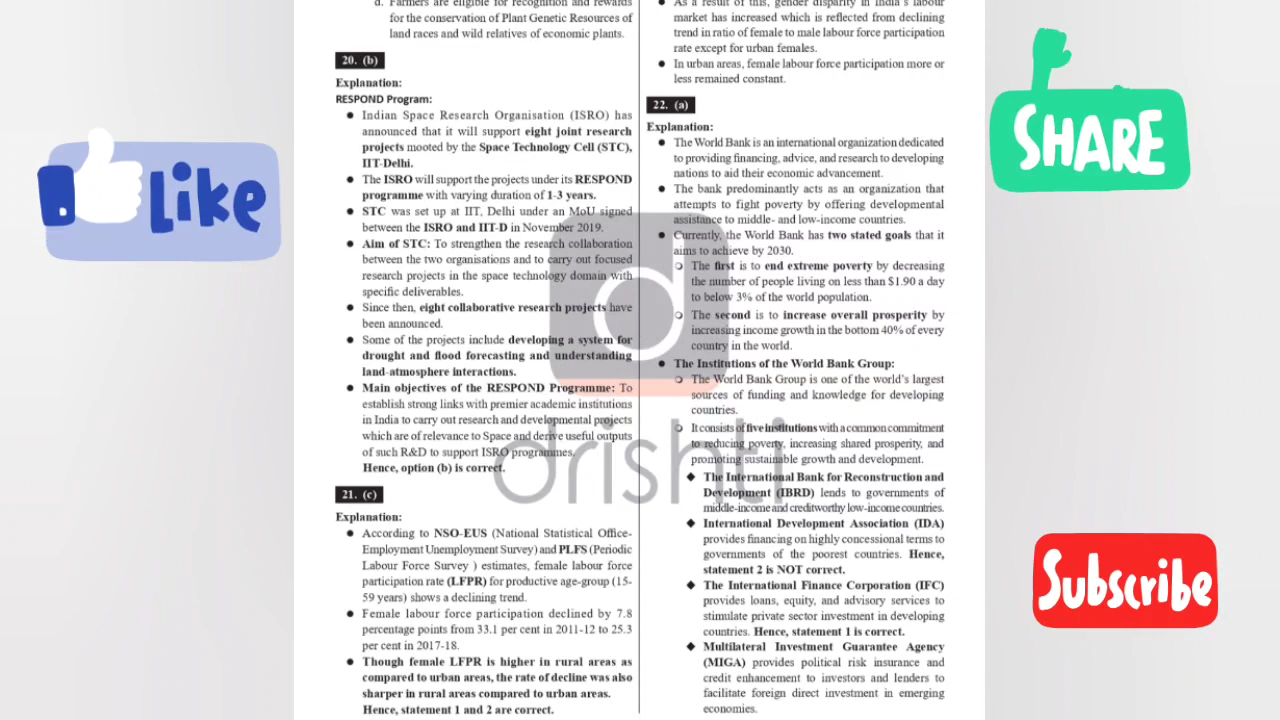 d. Farmers are eligible for recognition and rewards
for the conservation of Plant Genetic Resources of
land races and wild relatives of economic plants.
20. (b)
Explanation:
RESPOND Program:
● Indian Space Research Organisation (ISRO) has
announced that it will support eight joint research
projects mooted by the Space Technology Cell (STC),
IIT-Delhi.
● The ISRO will support the projects under its RESPOND
programme with varying duration of 1-3 years.
● STC was set up at IIT, Delhi under an MoU signed
between the ISRO and IIT-D in November 2019.
● Aim of STC: To strengthen the research collaboration
between the two organisations and to carry out focused
research projects in the space technology domain with
specific deliverables.
● Since then, eight collaborative research projects have
been announced.
● Some of the projects include developing a system for
drought and flood forecasting and understanding
land-atmosphere interactions.
● Main objectives of the RESPOND Programme: To
establish strong links with premier academic institutions
in India to carry out research and developmental projects
which are of relevance to Space and derive useful outputs
of such R&D to support ISRO programmes.
Hence, option (b) is correct.
21. (c)
Explanation:
● According to NSO-EUS (National Statistical Office-
Employment Unemployment Survey) and PLFS (Periodic
Labour Force Survey ) estimates, female labour force
participation rate (LFPR) for productive age-group (15-
59 years) shows a declining trend.
● Female labour force participation declined by 7.8
percentage points from 33.1 per cent in 2011-12 to 25.3
per cent in 2017-18.
● Though female LFPR is higher in rural areas as
compared to urban areas, the rate of decline was also
sharper in rural areas compared to urban areas.
Hence, statement 1 and 2 are correct.
● As a result of this, gender disparity in India's labour
market has increased which is reflected from declining
trend in ratio of female to male labour force participation
rate except for urban females.
● In urban areas, female labour force participation more or
less remained constant.
22. (a)
Explanation:
● The World Bank is an international organization dedicated
to providing financing, advice, and research to developing
nations to aid their economic advancement.
● The bank predominantly acts as an organization that
attempts to fight poverty by offering developmental
assistance to middle- and low-income countries.
● Currently, the World Bank has two stated goals that it
aims to achieve by 2030.
○ The first is to end extreme poverty by decreasing
the number of people living on less than $1.90 a day
to below 3% of the world population.
○ The second is to increase overall prosperity by
increasing income growth in the bottom 40% of every
country in the world.
● The Institutions of the World Bank Group:
○ The World Bank Group is one of the world's largest
sources of funding and knowledge for developing
countries.
○ It consists of five institutions with a common commitment
to reducing poverty, increasing shared prosperity, and
promoting sustainable growth and development.
◆ The International Bank for Reconstruction and
Development (IBRD) lends to governments of
middle-income and creditworthy low-income countries.
◆ International Development Association (IDA)
provides financing on highly concessional terms to
governments of the poorest countries. Hence,
statement 2 is NOT correct.
◆ The International Finance Corporation (IFC)
provides loans, equity, and advisory services to
stimulate private sector investment in developing
countries. Hence, statement 1 is correct.
◆ Multilateral Investment Guarantee Agency
(MIGA) provides political risk insurance and
credit enhancement to investors and lenders to
facilitate foreign direct investment in emerging
economies.
drishti
like
SHARE
Subscribe